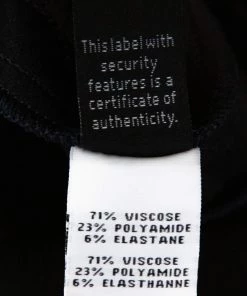 This label with
security
features is a
certificate of
authenticity.
71% VISCOSE
23% POLYAMIDE
6% ELASTANE
71% VISCOSE
23% POLYAMIDE
6% ELASTHANNE